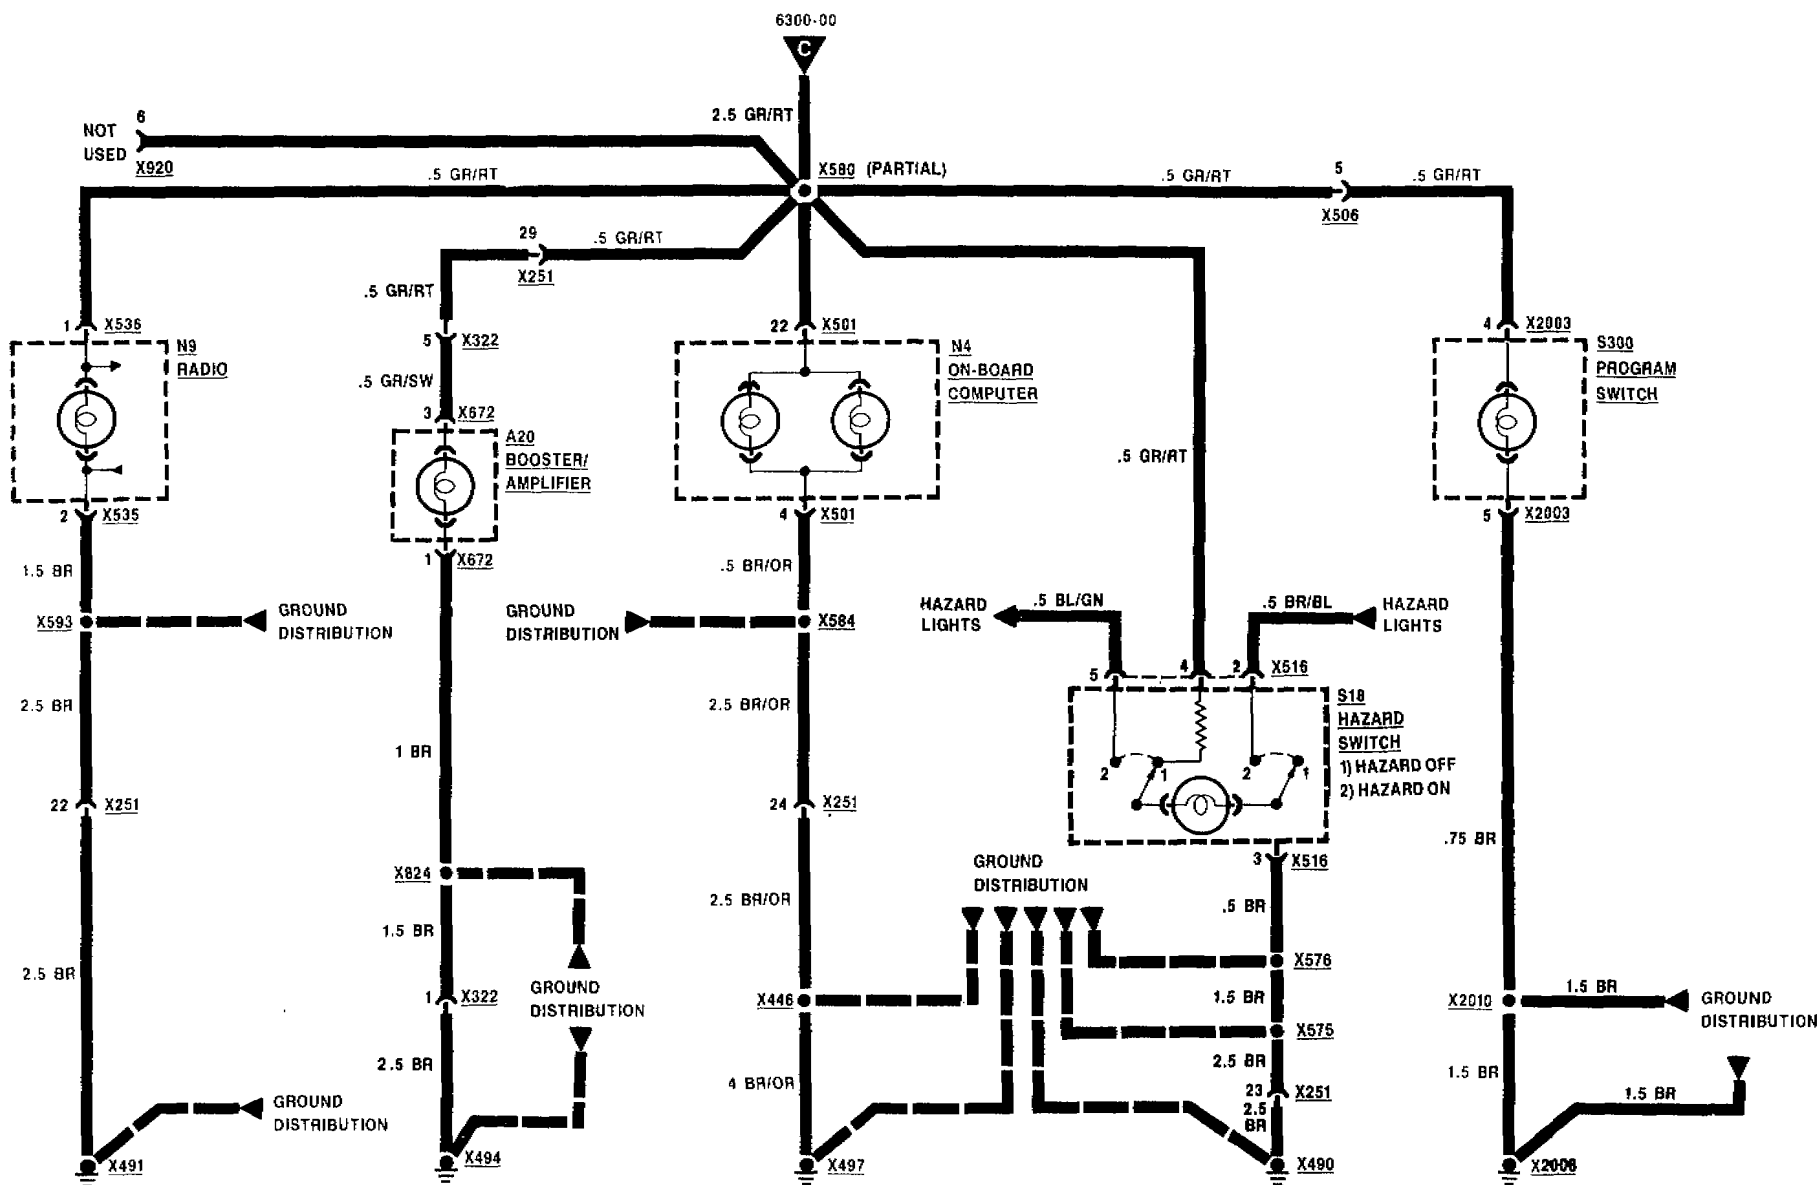 6300-00
C
2.5 GR/RT
6
NOT
USED
X920
.5 GR/RT
X580 (PARTIAL)
.5 GR/RT
5
X506
.5 GR/RT
29
X251
.5 GR/RT
.5 GR/RT
1 X536
5 X322
22 X501
4 X2003
N9
RADIO
.5 GR/SW
3 X672
A20
BOOSTER/
AMPLIFIER
N4
ON-BOARD
COMPUTER
S300
PROGRAM
SWITCH
.5 GR/RT
2 X535
1 X672
4 X501
5 X2003
1.5 BR
.5 BR/OR
X593
GROUND
DISTRIBUTION
GROUND
DISTRIBUTION
X584
HAZARD
LIGHTS
.5 BL/GN
.5 BR/BL
HAZARD
LIGHTS
5
4
2 X516
2.5 BR
2.5 BR/OR
1 BR
S18
HAZARD
SWITCH
1) HAZARD OFF
2) HAZARD ON
2
1
2
1
22 X251
24 X251
.75 BR
3 X516
GROUND
DISTRIBUTION
X824
1.5 BR
2.5 BR/OR
.5 BR
X576
2.5 BR
1 X322
GROUND
DISTRIBUTION
X446
1.5 BR
X575
X2010
1.5 BR
GROUND
DISTRIBUTION
2.5 BR
4 BR/OR
2.5 BR
23 X251
2.5
BR
1.5 BR
1.5 BR
GROUND
DISTRIBUTION
X491
X494
X497
X490
X2006